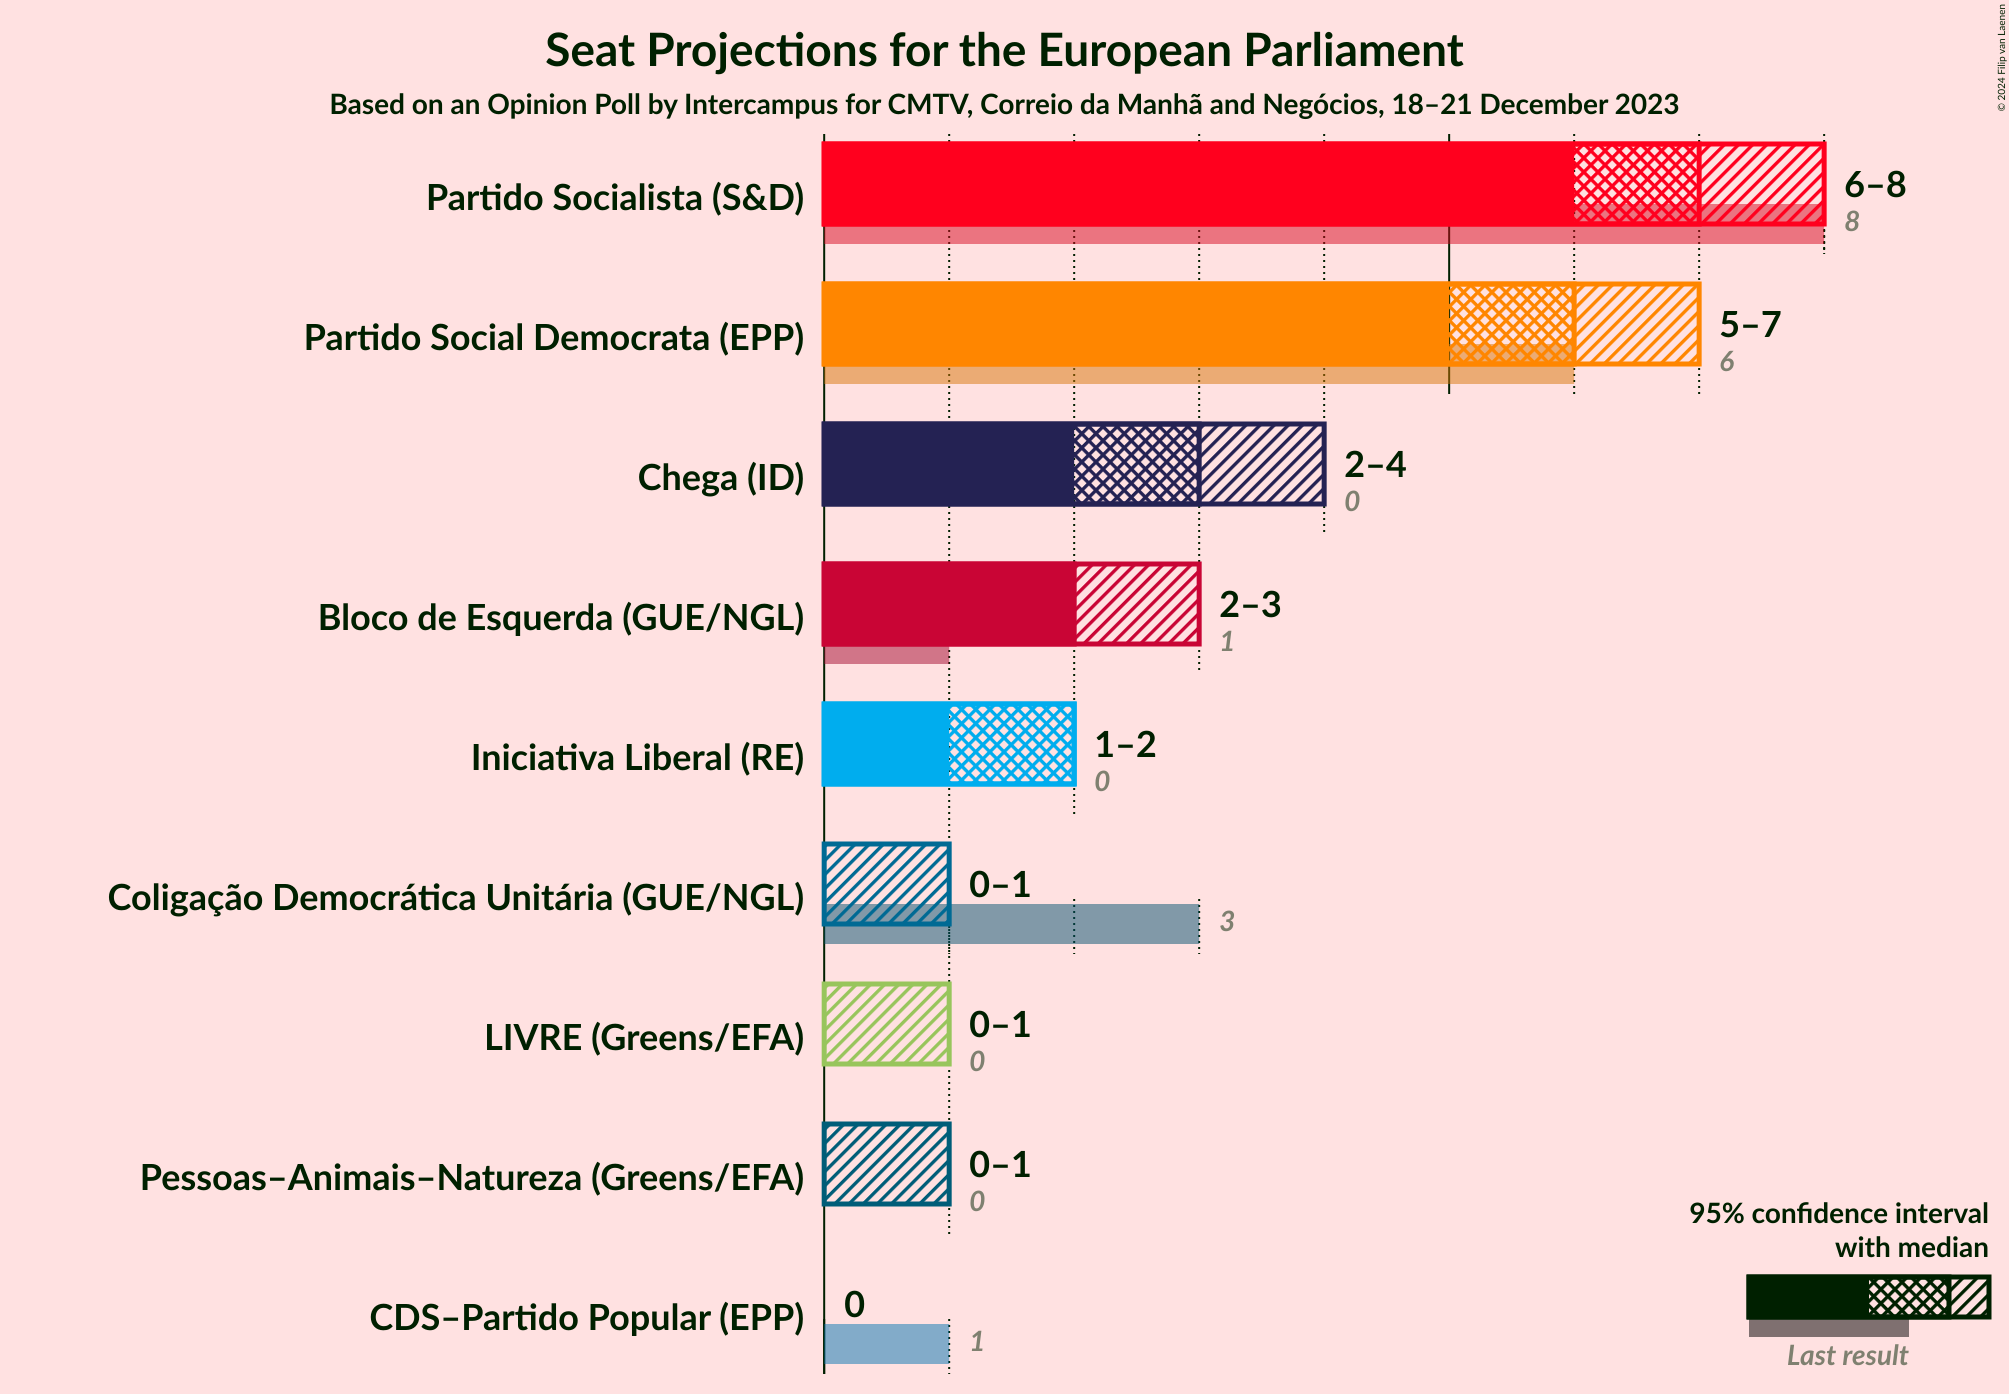 Seat Projections for the European Parliament
Based on an Opinion Poll by Intercampus for CMTV, Correio da Manhã and Negócios, 18–21 December 2023
© 2024 Filip van Laenen
Partido Socialista (S&D)
6–8
8
Partido Social Democrata (EPP)
5–7
6
Chega (ID)
2–4
0
Bloco de Esquerda (GUE/NGL)
2–3
1
Iniciativa Liberal (RE)
1–2
0
Coligação Democrática Unitária (GUE/NGL)
0–1
3
LIVRE (Greens/EFA)
0–1
0
Pessoas–Animais–Natureza (Greens/EFA)
0–1
0
CDS–Partido Popular (EPP)
0
1
95% confidence interval
with median
Last result